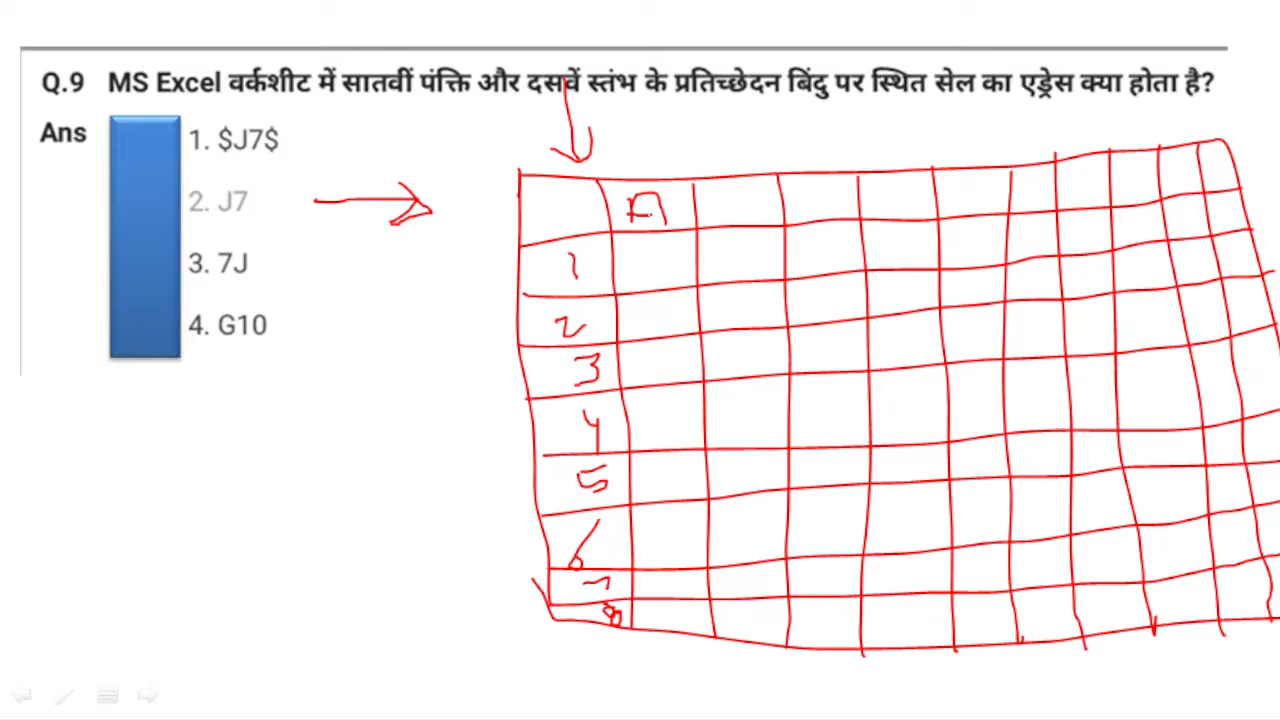 Q.9 MS Excel वर्कशीट में सातवीं पंक्ति और दसवें स्तंभ के प्रतिच्छेदन बिंदु पर स्थित सेल का एड्रेस क्या होता है?
Ans 1. $J7$
2. J7
3. 7J
4. G10
A
1
2
3
4
5
6
7
8